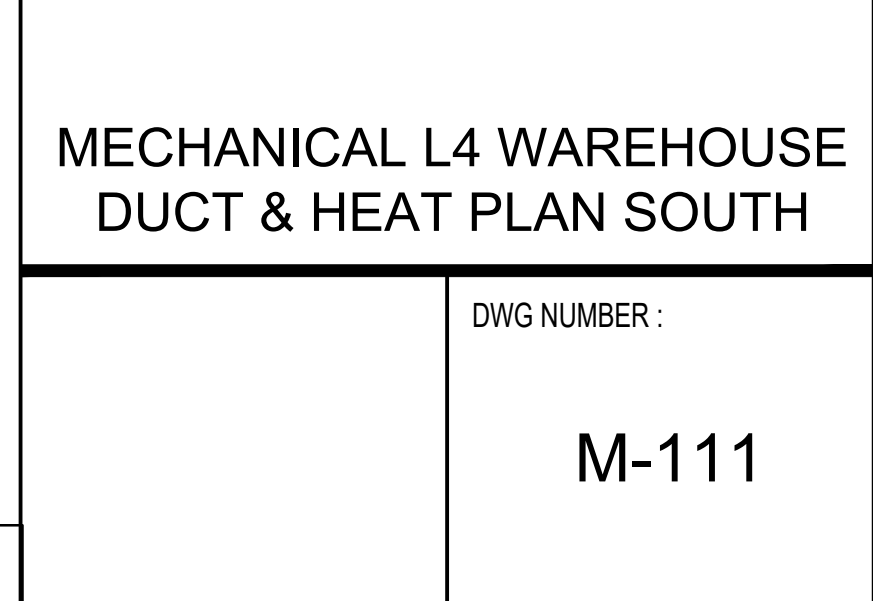 MECHANICAL L4 WAREHOUSE
DUCT & HEAT PLAN SOUTH
DWG NUMBER :
M-111